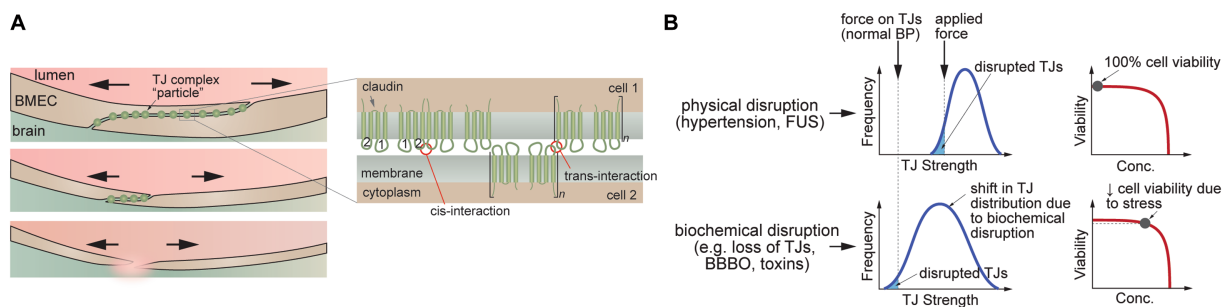 A
lumen
BMEC
brain
TJ complex
"particle"
claudin
cell 1
2 1 1 2
n
membrane
cytoplasm
n
cell 2
trans-interaction
cis-interaction
B
force on TJs
(normal BP)
applied
force
physical disruption
(hypertension, FUS)
Frequency
disrupted TJs
TJ Strength
100% cell viability
Viability
Conc.
biochemical disruption
(e.g. loss of TJs,
BBBO, toxins)
Frequency
shift in TJ
distribution due
to biochemical
disruption
disrupted TJs
TJ Strength
↓ cell viability due
to stress
Viability
Conc.